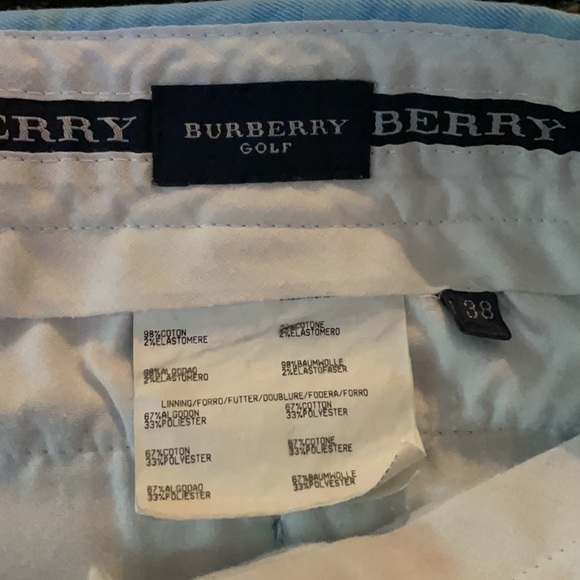 ERRY
BURBERRY
GOLF
BERRY
38
98%COTON
2%ELASTOMERE
98%COTONE
2%ELASTOMERO
98%ALGODAO
2%ELASTOMERO
98%BAUMWOLLE
2%ELASTOFASER
LINNING/FORRO/FUTTER/DOUBLURE/FODERA/FORRO
67%ALGODON
33%POLIESTER
67%COTTON
33%POLYESTER
67%COTON
33%POLYESTER
67%COTONE
33%POLIESTERE
67%ALGODAO
33%POLIESTER
67%BAUMWOLLE
33%POLYESTER